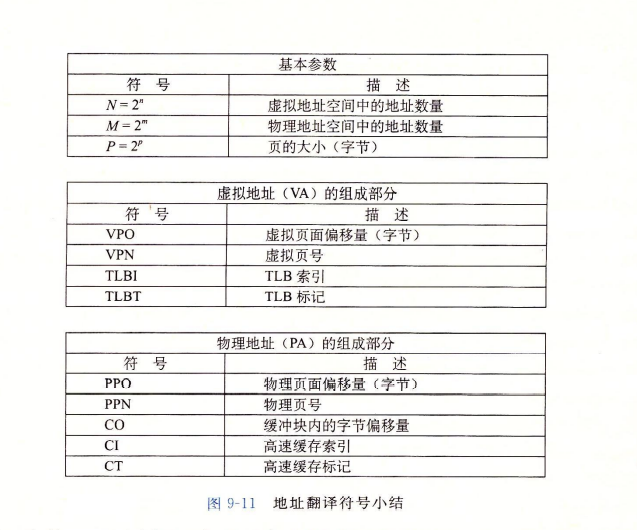 基本参数
符 号 描 述
N = 2ⁿ 虚拟地址空间中的地址数量
M = 2ᵐ 物理地址空间中的地址数量
P = 2ᵖ 页的大小（字节）
虚拟地址（VA）的组成部分
符 号 描 述
VPO 虚拟页面偏移量（字节）
VPN 虚拟页号
TLBI TLB 索引
TLBT TLB 标记
物理地址（PA）的组成部分
符 号 描 述
PPO 物理页面偏移量（字节）
PPN 物理页号
CO 缓冲块内的字节偏移量
CI 高速缓存索引
CT 高速缓存标记
图 9-11 地址翻译符号小结